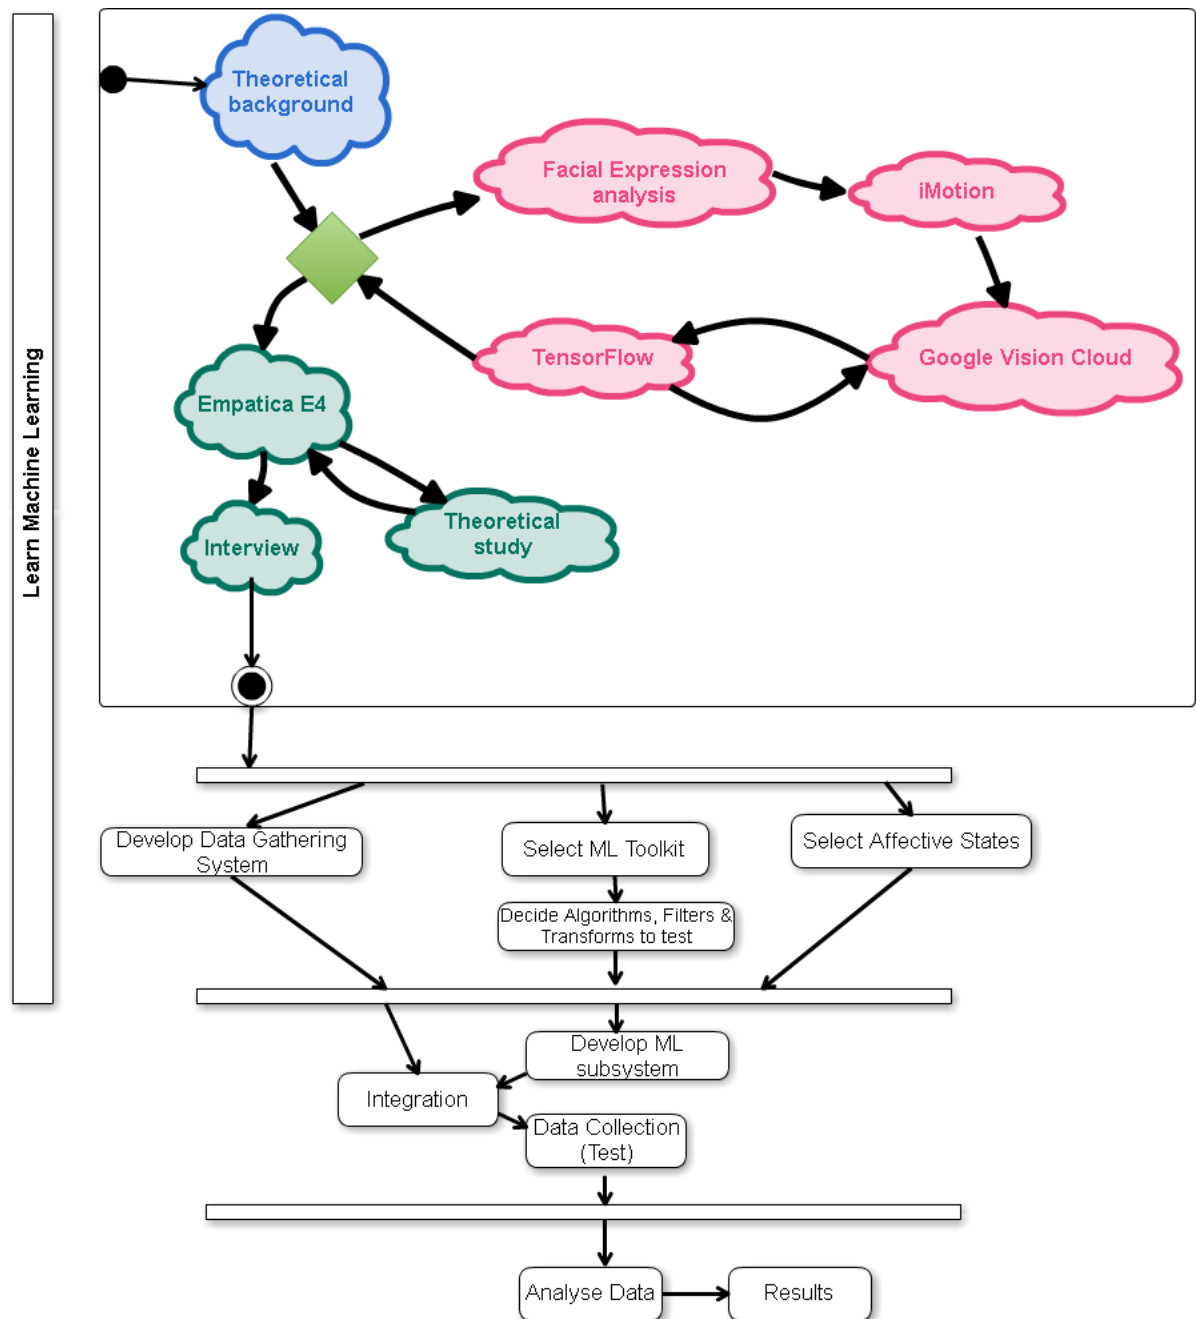 Learn Machine Learning
Theoretical
background
Facial Expression
analysis
iMotion
TensorFlow
Google Vision Cloud
Empatica E4
Theoretical
study
Interview
Develop Data Gathering
System
Select ML Toolkit
Select Affective States
Decide Algorithms, Filters &
Transforms to test
Develop ML
subsystem
Integration
Data Collection
(Test)
Analyse Data
Results